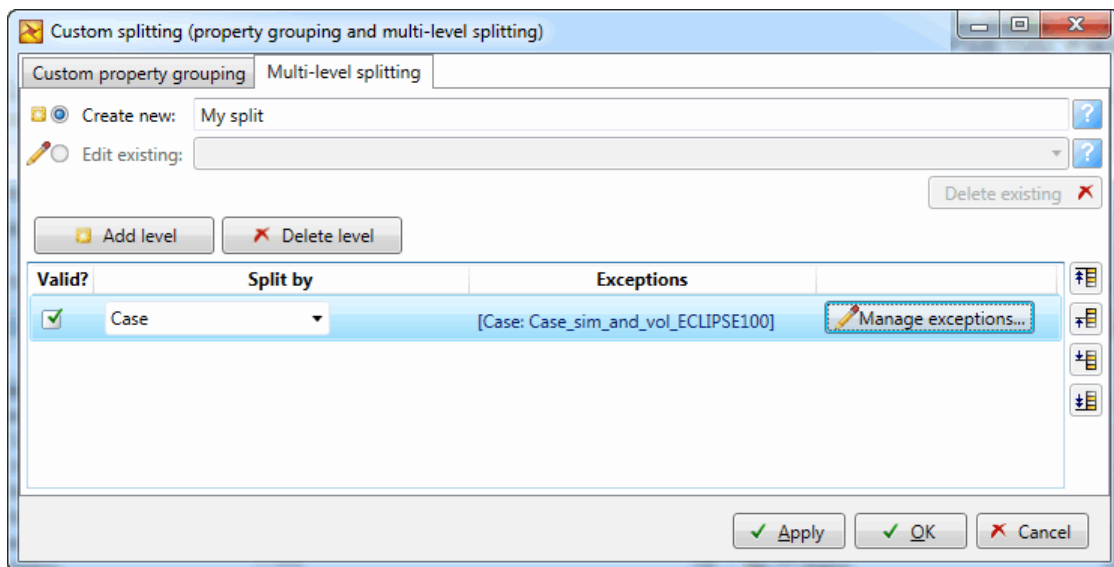 Custom splitting (property grouping and multi-level splitting)
Custom property grouping Multi-level splitting
Create new: My split ?
Edit existing: ?
Delete existing
Add level Delete level
Valid? Split by Exceptions
Case [Case: Case_sim_and_vol_ECLIPSE100] Manage exceptions...
Apply OK Cancel